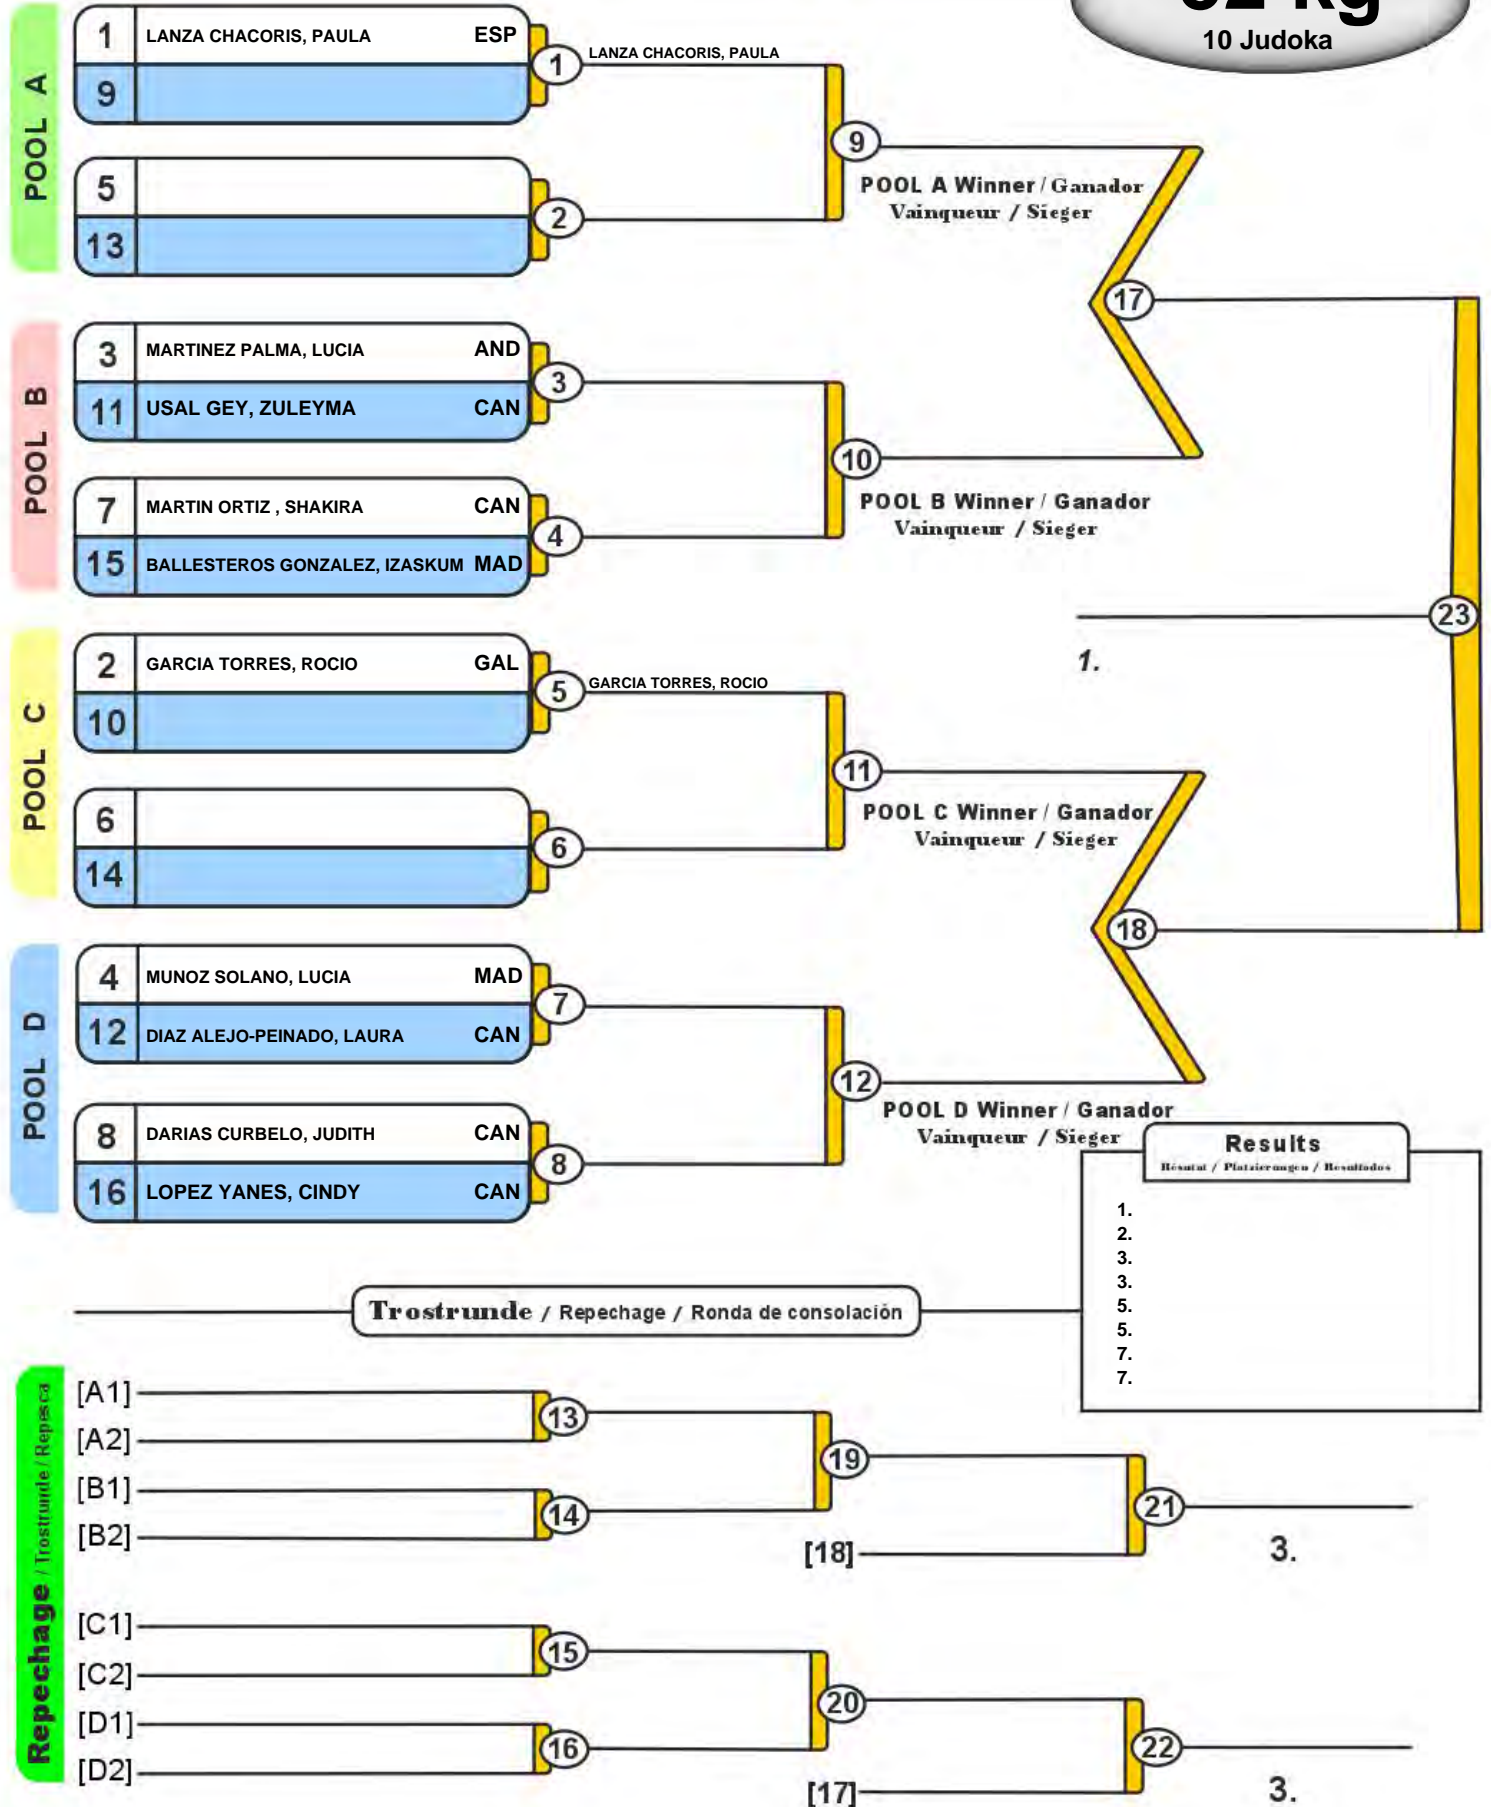 10 Judoka
POOL A
1 LANZA CHACORIS, PAULA ESP
9
1
LANZA CHACORIS, PAULA
5
13
2
9
POOL A Winner / Ganador
Vainqueur / Sieger
17
POOL B
3 MARTINEZ PALMA, LUCIA AND
11 USAL GEY, ZULEYMA CAN
3
7 MARTIN ORTIZ , SHAKIRA CAN
15 BALLESTEROS GONZALEZ, IZASKUM MAD
4
10
POOL B Winner / Ganador
Vainqueur / Sieger
23
1.
POOL C
2 GARCIA TORRES, ROCIO GAL
10
5
GARCIA TORRES, ROCIO
6
14
6
11
POOL C Winner / Ganador
Vainqueur / Sieger
18
POOL D
4 MUNOZ SOLANO, LUCIA MAD
12 DIAZ ALEJO-PEINADO, LAURA CAN
7
8 DARIAS CURBELO, JUDITH CAN
16 LOPEZ YANES, CINDY CAN
8
12
POOL D Winner / Ganador
Vainqueur / Sieger
Results
Résutat / Platzierungen / Resultados
1.
2.
3.
3.
5.
5.
7.
7.
Trostrunde / Repechage / Ronda de consolación
Repechage / Trostrunde / Repesca
[A1]
[A2]
13
[B1]
[B2]
14
19
[18]
21
3.
[C1]
[C2]
15
[D1]
[D2]
16
20
[17]
22
3.